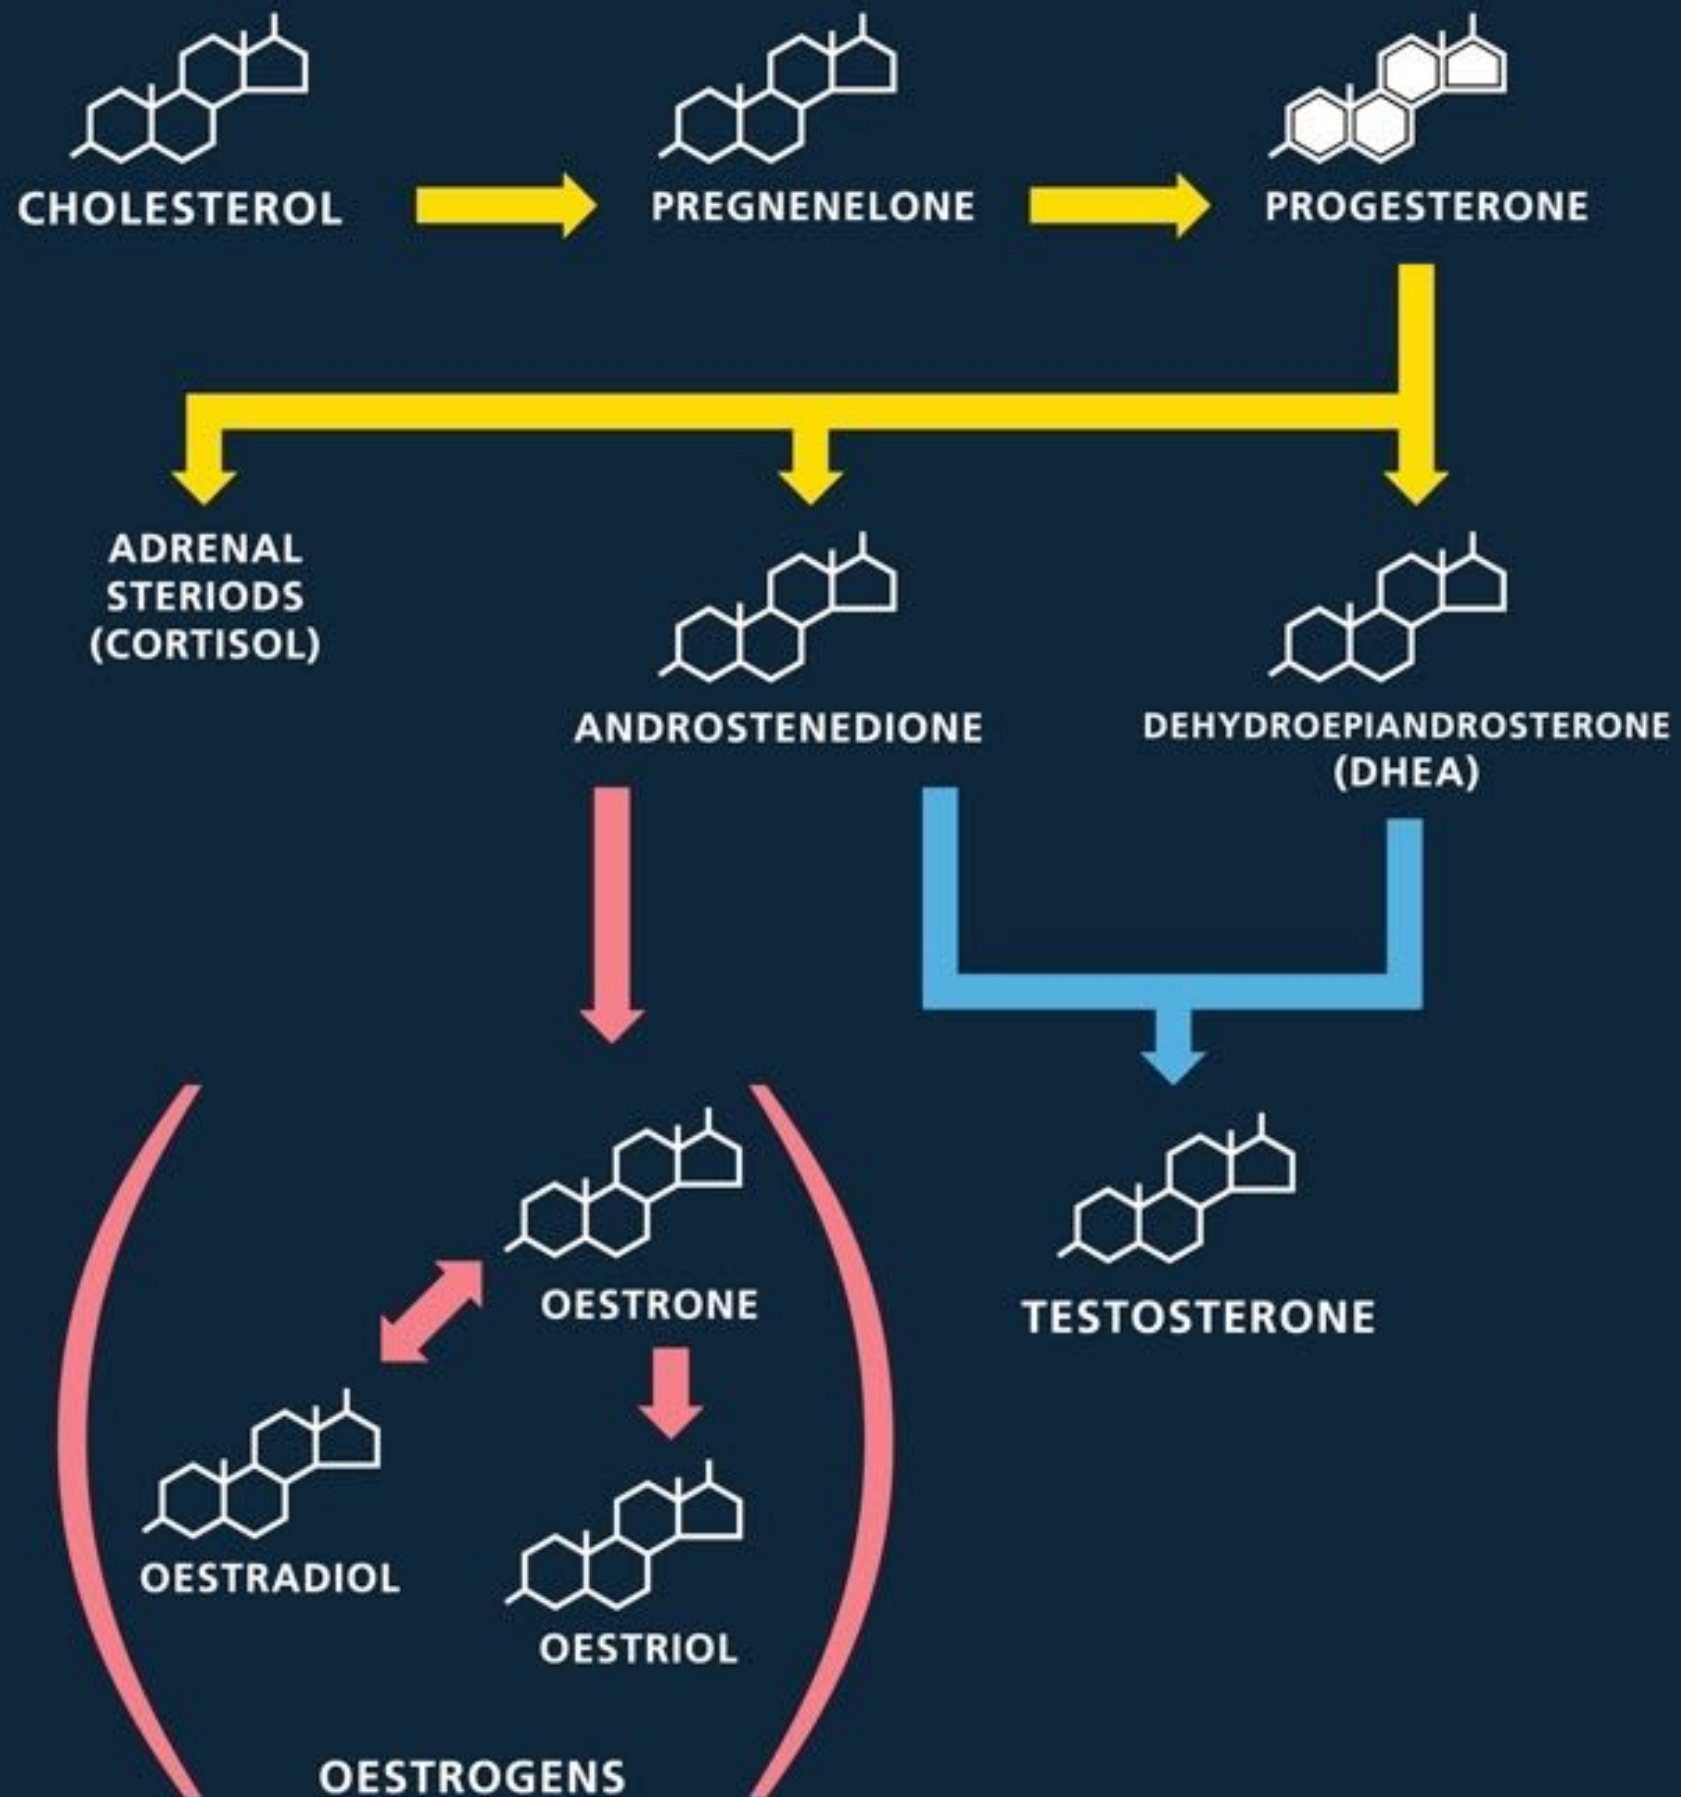 CHOLESTEROL
PREGNENELONE
PROGESTERONE
ADRENAL
STERIODS
(CORTISOL)
ANDROSTENEDIONE
DEHYDROEPIANDROSTERONE
(DHEA)
OESTRONE
TESTOSTERONE
OESTRADIOL
OESTRIOL
OESTROGENS